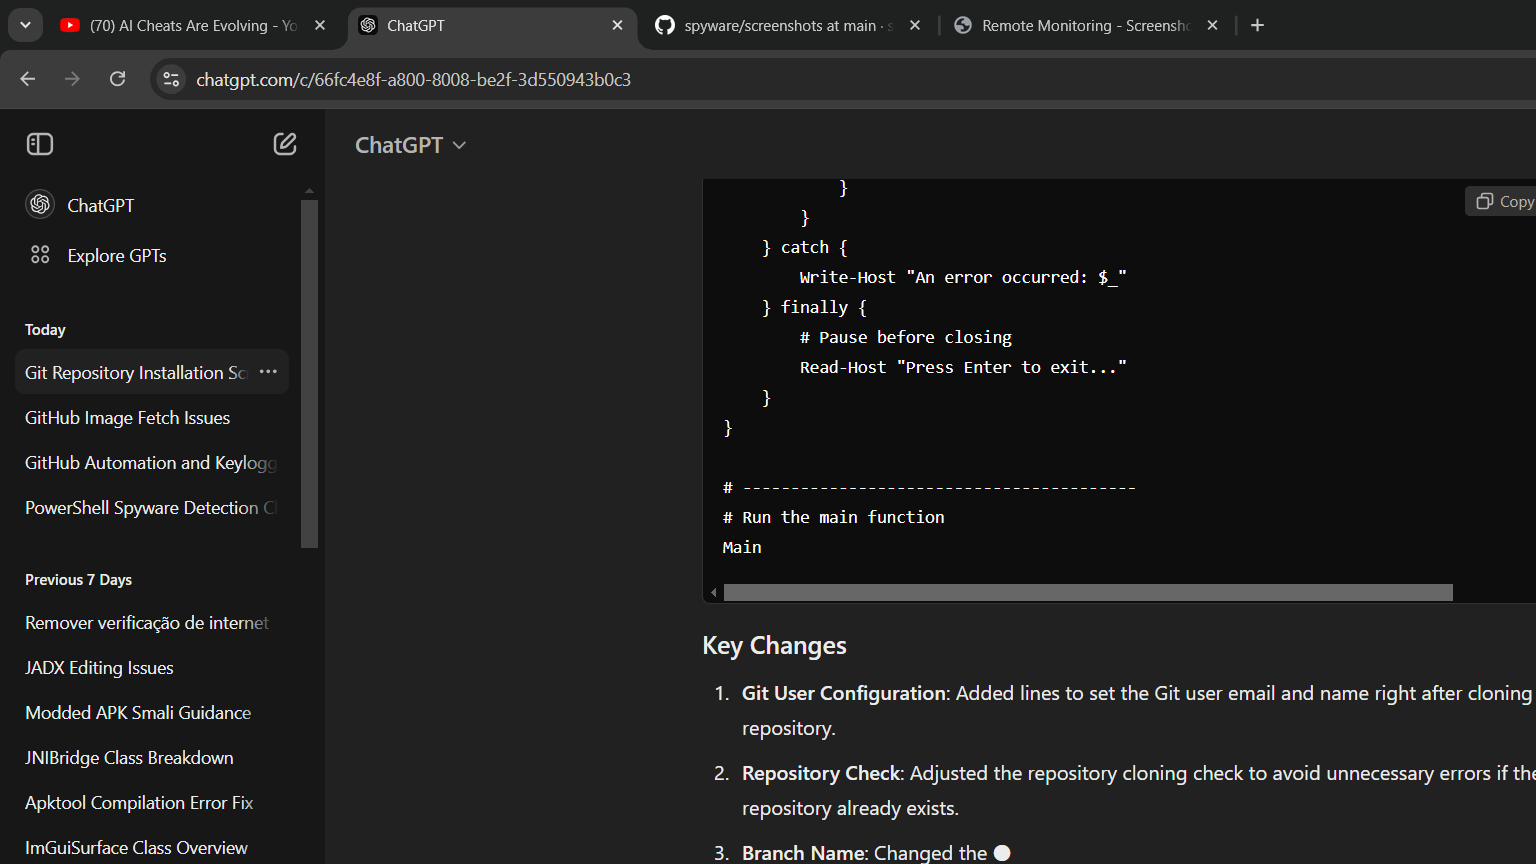 (70) AI Cheats Are Evolving - Yo
ChatGPT
spyware/screenshots at main · s
Remote Monitoring - Screensh
chatgpt.com/c/66fc4e8f-a800-8008-be2f-3d550943b0c3
ChatGPT
ChatGPT
Explore GPTs
Today
Git Repository Installation Sc
GitHub Image Fetch Issues
GitHub Automation and Keylogg
PowerShell Spyware Detection C
Previous 7 Days
Remover verificação de internet
JADX Editing Issues
Modded APK Smali Guidance
JNIBridge Class Breakdown
Apktool Compilation Error Fix
ImGuiSurface Class Overview
Copy
}
}
} catch {
Write-Host "An error occurred: $_"
} finally {
# Pause before closing
Read-Host "Press Enter to exit..."
}
}
# -----------------------------------------
# Run the main function
Main
Key Changes
1. Git User Configuration: Added lines to set the Git user email and name right after cloning
repository.
2. Repository Check: Adjusted the repository cloning check to avoid unnecessary errors if the
repository already exists.
3. Branch Name: Changed the